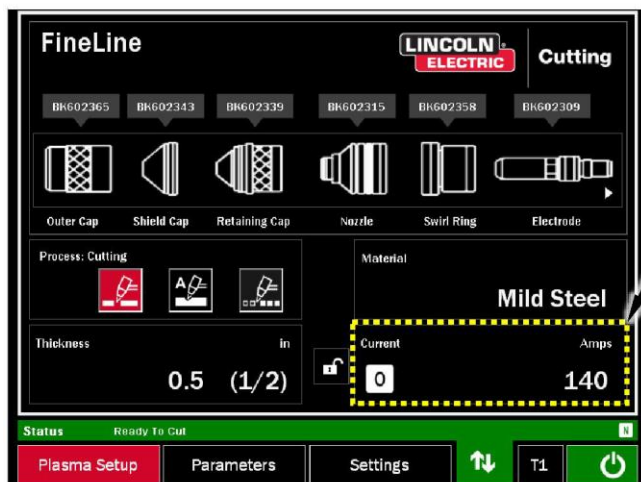 FineLine
LINCOLN
ELECTRIC
Cutting
BK602365 BK602343 BK602339 BK602315 BK602358 BK602309
Outer Cap Shield Cap Retaining Cap Nozzle Swirl Ring Electrode
Process: Cutting
A
Material
Mild Steel
Thickness in
0.5 (1/2)
Current Amps
0 140
Status Ready To Cut N
Plasma Setup Parameters Settings T1